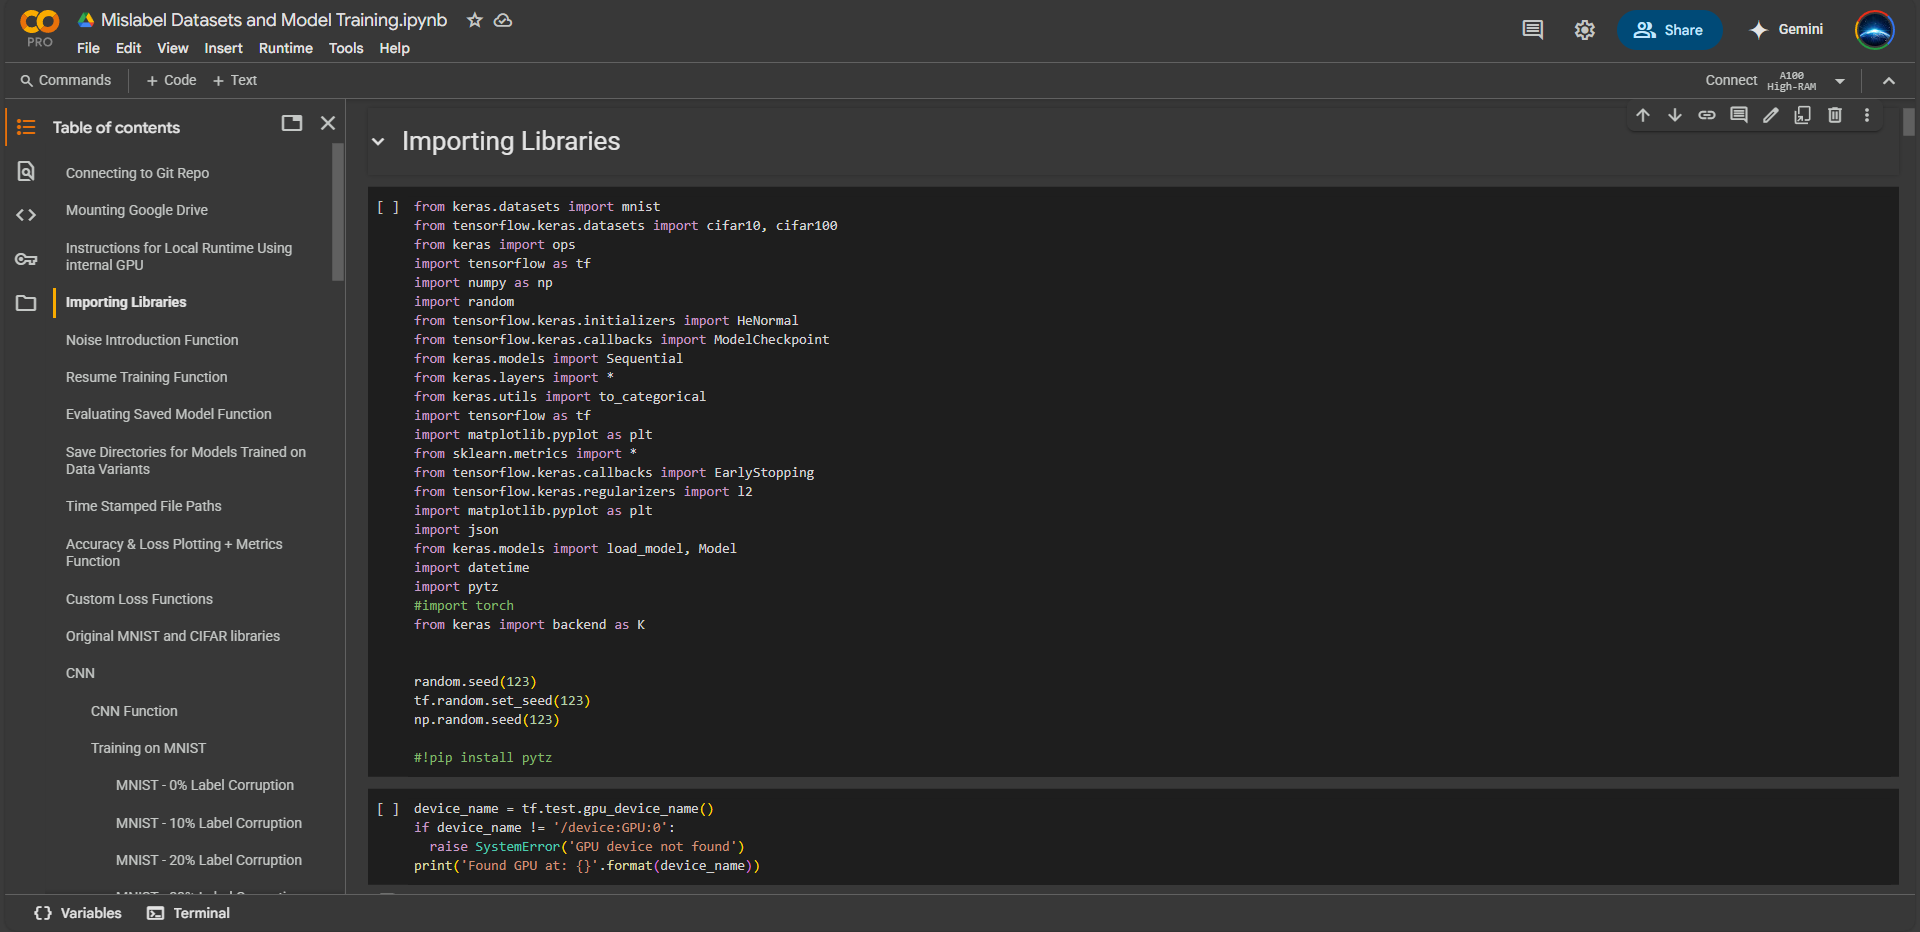 PRO
Mislabel Datasets and Model Training.ipynb
File Edit View Insert Runtime Tools Help
Share
Gemini
Commands + Code + Text
Connect A100 High-RAM
Table of contents
Connecting to Git Repo
Mounting Google Drive
Instructions for Local Runtime Using
internal GPU
Importing Libraries
Noise Introduction Function
Resume Training Function
Evaluating Saved Model Function
Save Directories for Models Trained on
Data Variants
Time Stamped File Paths
Accuracy & Loss Plotting + Metrics
Function
Custom Loss Functions
Original MNIST and CIFAR libraries
CNN
CNN Function
Training on MNIST
MNIST - 0% Label Corruption
MNIST - 10% Label Corruption
MNIST - 20% Label Corruption
Importing Libraries
[ ] from keras.datasets import mnist
from tensorflow.keras.datasets import cifar10, cifar100
from keras import ops
import tensorflow as tf
import numpy as np
import random
from tensorflow.keras.initializers import HeNormal
from tensorflow.keras.callbacks import ModelCheckpoint
from keras.models import Sequential
from keras.layers import *
from keras.utils import to_categorical
import tensorflow as tf
import matplotlib.pyplot as plt
from sklearn.metrics import *
from tensorflow.keras.callbacks import EarlyStopping
from tensorflow.keras.regularizers import l2
import matplotlib.pyplot as plt
import json
from keras.models import load_model, Model
import datetime
import pytz
#import torch
from keras import backend as K
random.seed(123)
tf.random.set_seed(123)
np.random.seed(123)
#!pip install pytz
[ ] device_name = tf.test.gpu_device_name()
if device_name != '/device:GPU:0':
raise SystemError('GPU device not found')
print('Found GPU at: {}'.format(device_name))
Variables
Terminal